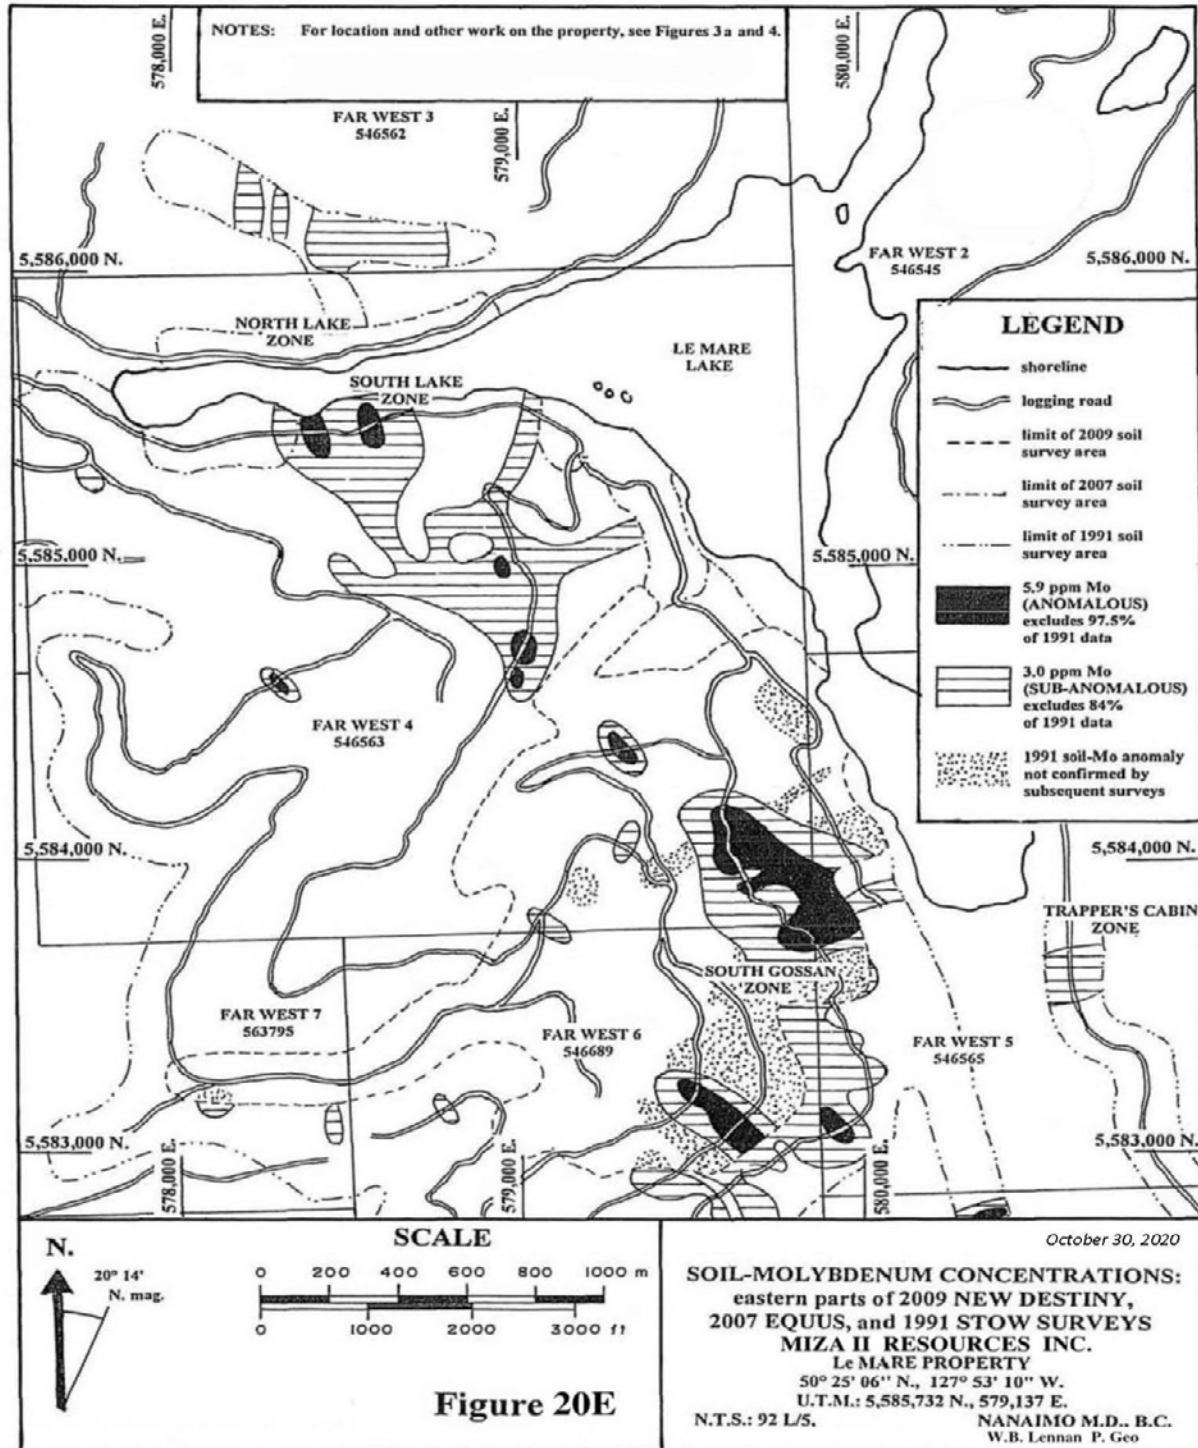 NOTES: For location and other work on the property, see Figures 3a and 4.
578,000 E.
580,000 E.
FAR WEST 3
546562
579,000 E.
5,586,000 N.
FAR WEST 2
546545
5,586,000 N.
NORTH LAKE
ZONE
LE MARE
LAKE
SOUTH LAKE
ZONE
LEGEND
shoreline
logging road
limit of 2009 soil
survey area
limit of 2007 soil
survey area
limit of 1991 soil
survey area
5.9 ppm Mo
(ANOMALOUS)
excludes 97.5%
of 1991 data
3.0 ppm Mo
(SUB-ANOMALOUS)
excludes 84%
of 1991 data
1991 soil-Mo anomaly
not confirmed by
subsequent surveys
5,585,000 N.
5,585,000 N.
FAR WEST 4
546563
5,584,000 N.
5,584,000 N.
TRAPPER'S CABIN
ZONE
SOUTH GOSSAN
ZONE
FAR WEST 7
563795
FAR WEST 6
546689
FAR WEST 5
546565
5,583,000 N.
5,583,000 N.
578,000 E.
579,000 E.
580,000 E.
N.
20° 14'
N. mag.
SCALE
0 200 400 600 800 1000 m
0 1000 2000 3000 ft
Figure 20E
October 30, 2020
SOIL-MOLYBDENUM CONCENTRATIONS:
eastern parts of 2009 NEW DESTINY,
2007 EQUUS, and 1991 STOW SURVEYS
MIZA II RESOURCES INC.
Le MARE PROPERTY
50° 25' 06" N., 127° 53' 10" W.
U.T.M.: 5,585,732 N., 579,137 E.
N.T.S.: 92 L/5. NANAIMO M.D.. B.C.
W.B. Lennan P. Geo